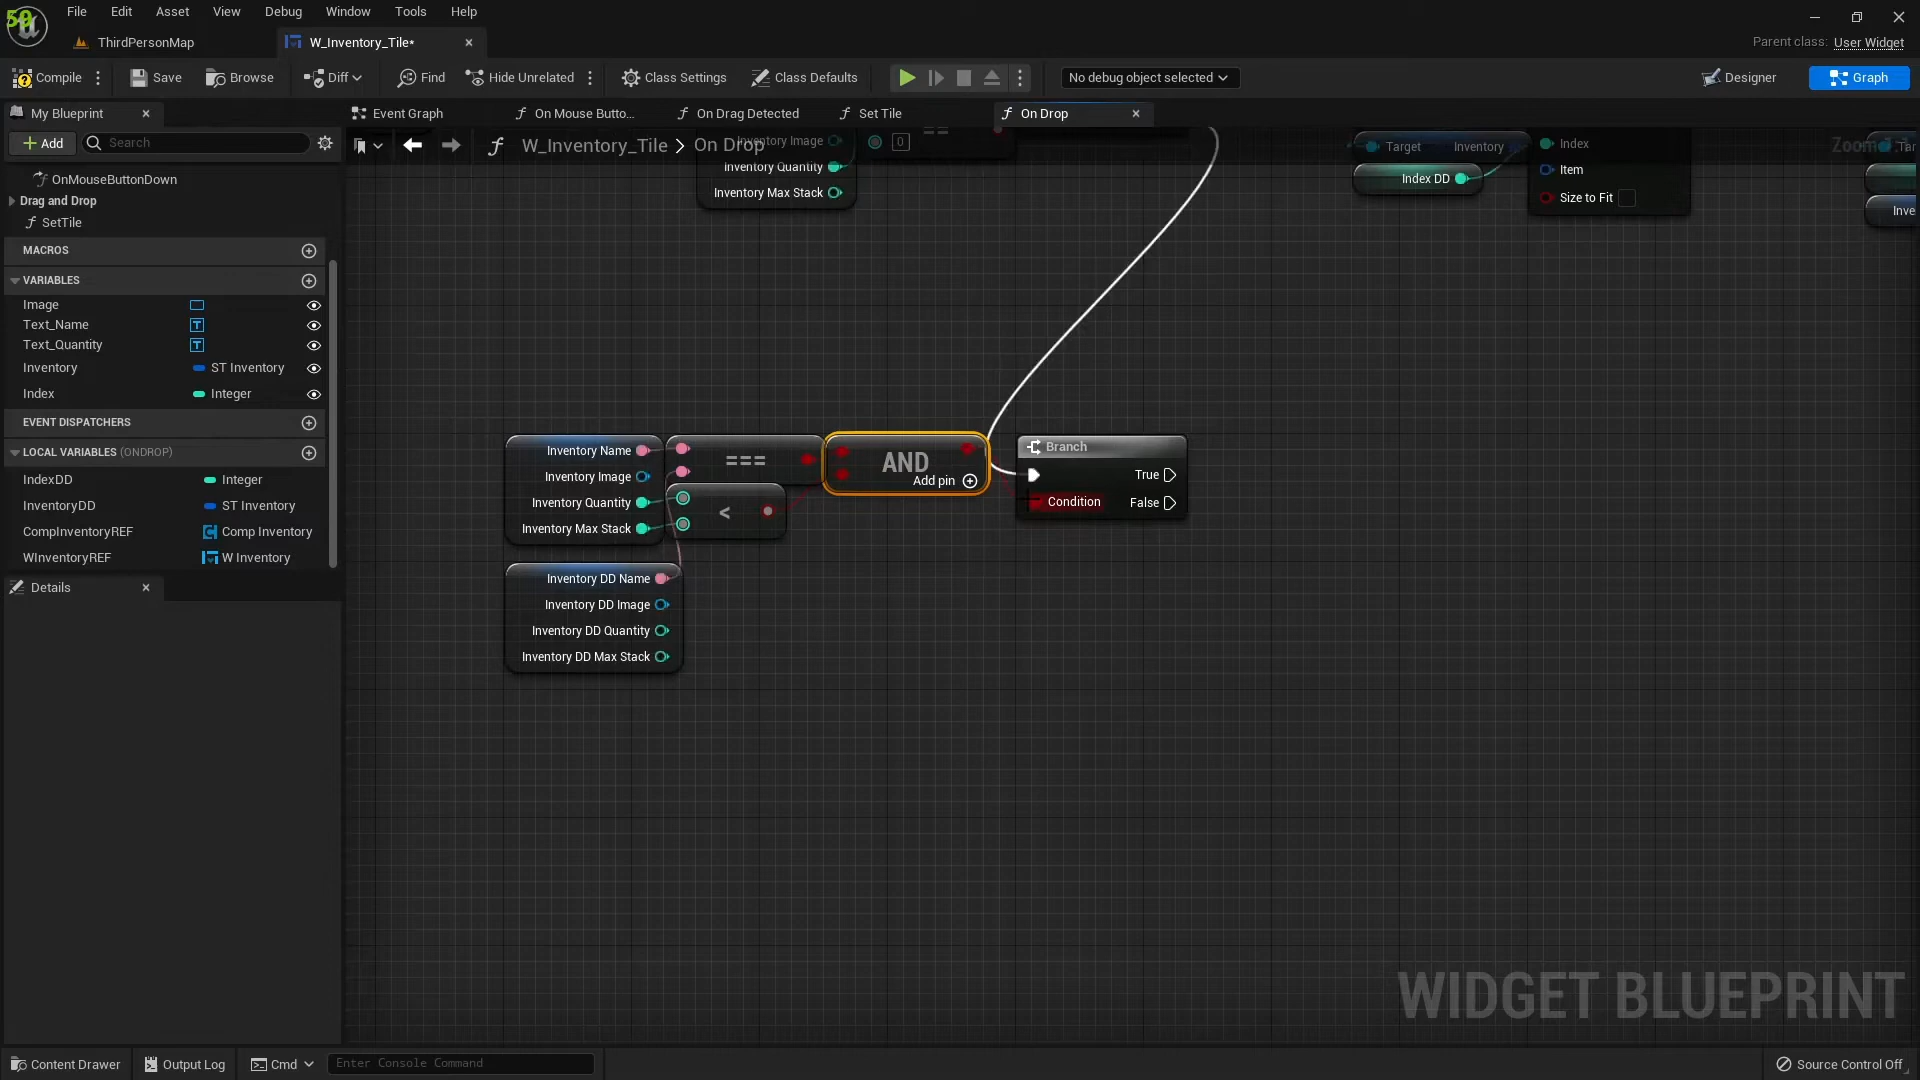 50
File Edit Asset View Debug Window Tools Help
ThirdPersonMap
W_Inventory_Tile*
Parent class: User Widget
Compile Save Browse Diff Find Hide Unrelated Class Settings Class Defaults No debug object selected Designer Graph
My Blueprint
Event Graph On Mouse Butto... On Drag Detected Set Tile On Drop
Add Search
W_Inventory_Tile > On Drop
OnMouseButtonDown
Drag and Drop
SetTile
MACROS
VARIABLES
Image
Text_Name
Text_Quantity
Inventory ST Inventory
Index Integer
EVENT DISPATCHERS
LOCAL VARIABLES (ONDROP)
IndexDD Integer
InventoryDD ST Inventory
CompInventoryREF Comp Inventory
WInventoryREF W Inventory
Details
Inventory Image 0 ==
Inventory Quantity
Inventory Max Stack
Target Inventory
Index DD
Index
Item
Size to Fit
Inve
Inventory Name
Inventory Image
Inventory Quantity
Inventory Max Stack
===
<
AND
Add pin
Branch
True
Condition False
Inventory DD Name
Inventory DD Image
Inventory DD Quantity
Inventory DD Max Stack
WIDGET BLUEPRINT
Content Drawer Output Log Cmd Enter Console Command Source Control Off